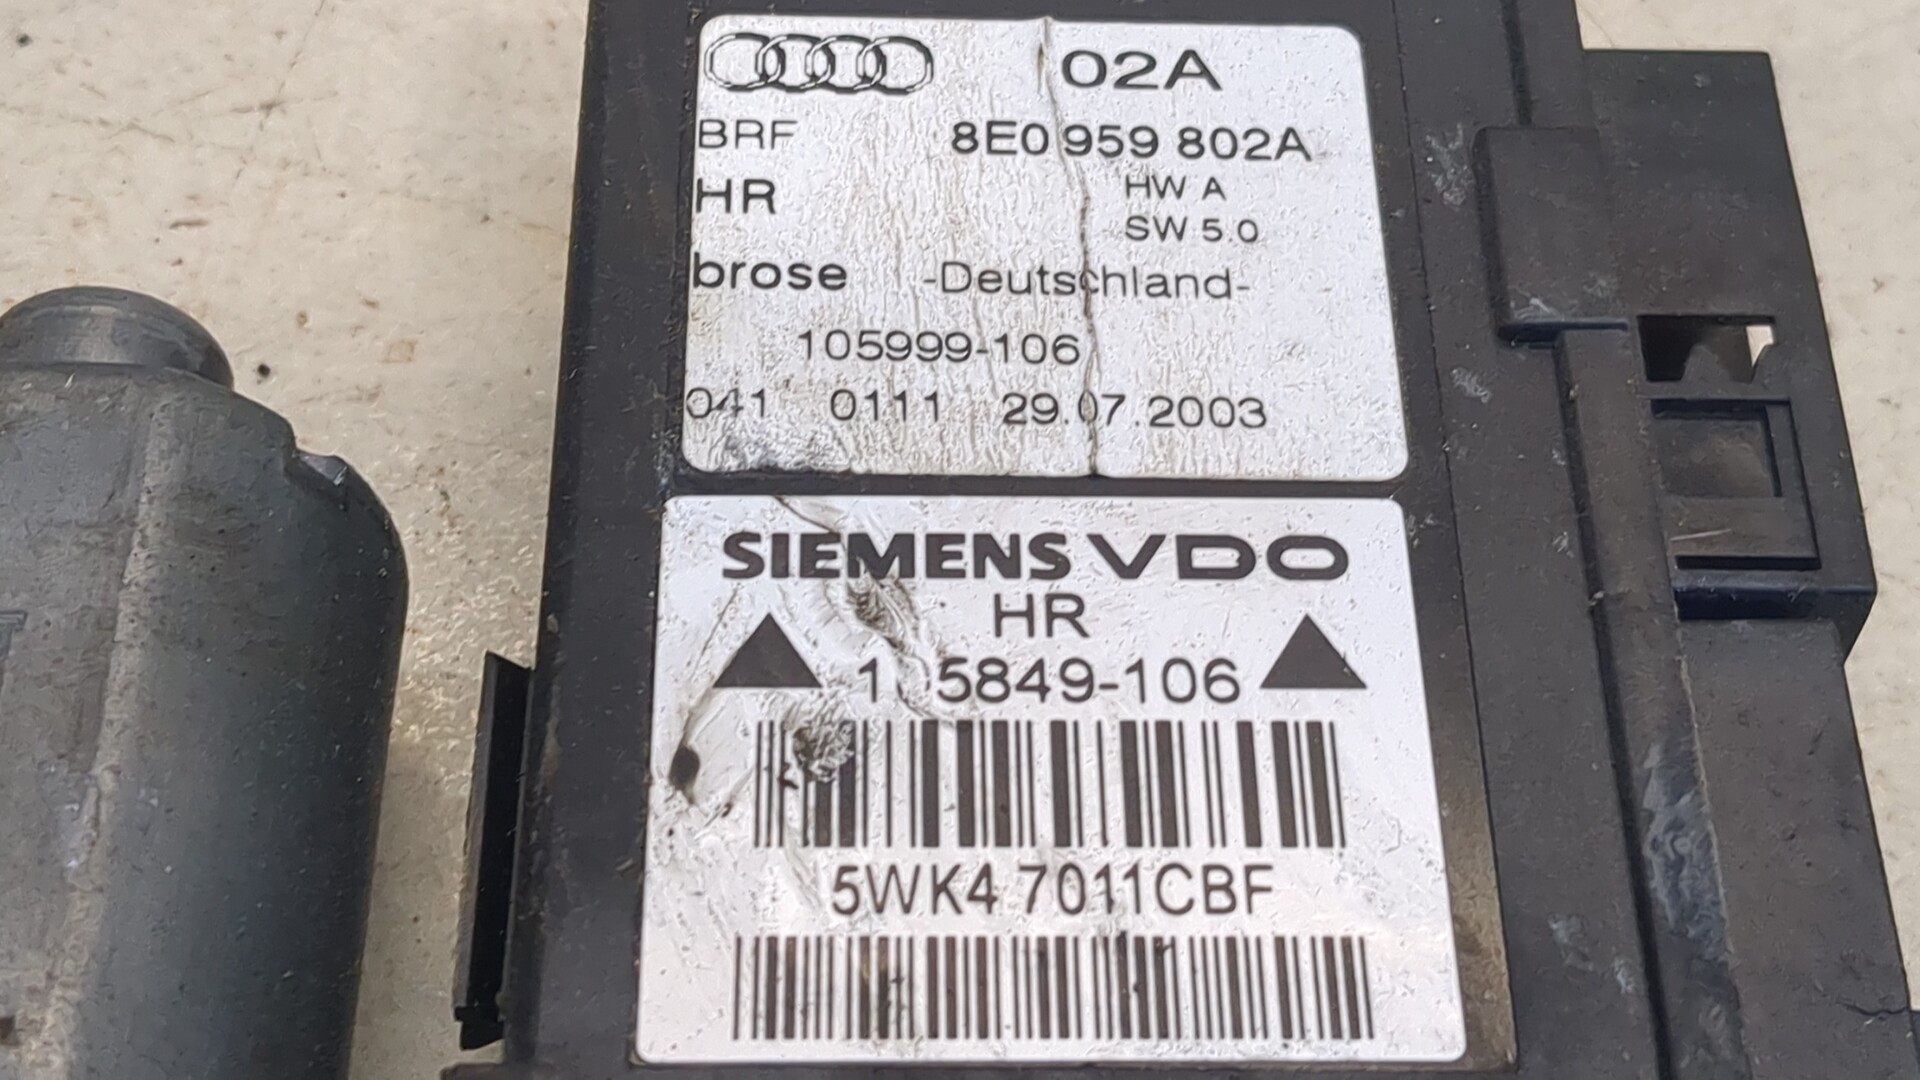 02A
BRF 8E0 959 802A
HR HW A
SW 5.0
brose -Deutschland-
105999-106
041 0111 29.07.2003
SIEMENS VDO
HR
1 5849-106
5WK4 7011CBF